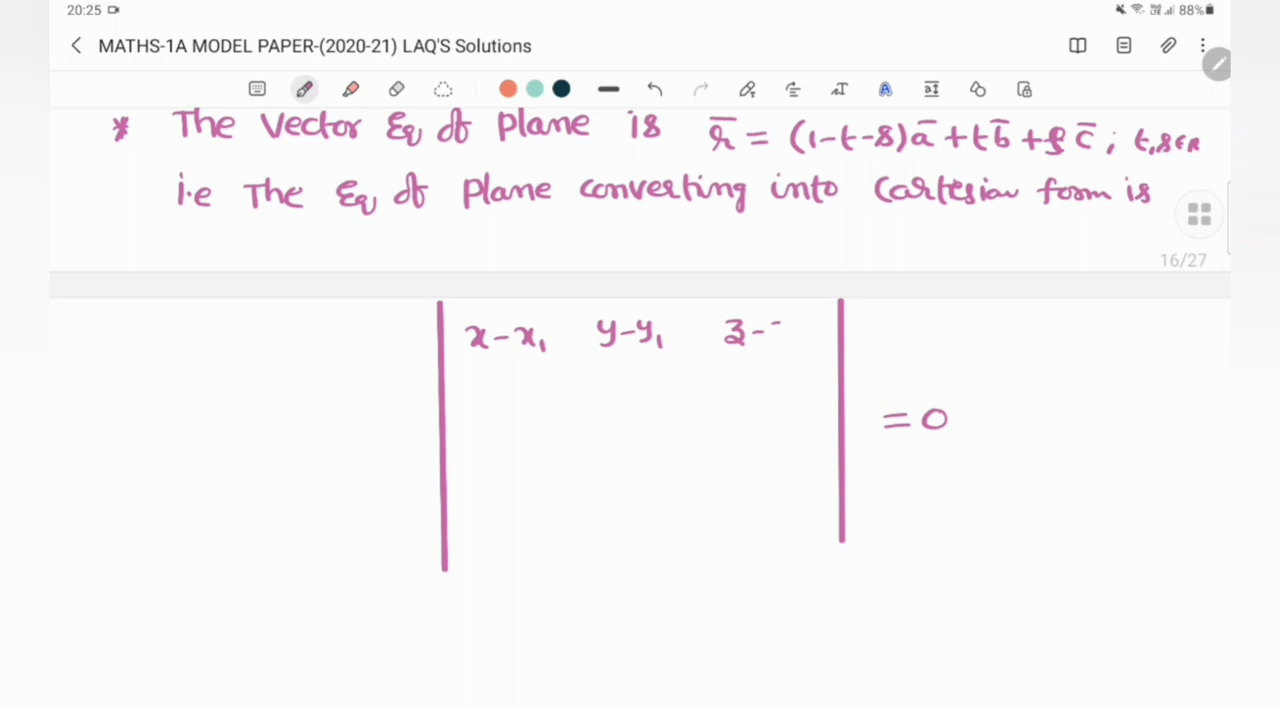 20:25 88%
MATHS-1A MODEL PAPER-(2020-21) LAQ'S Solutions
* The Vector Eq of plane is r̄ = (1-t-s)ā + tb̄ + sc̄ ; t,s∈R
i.e The Eq of plane converting into Cartesian form is
16/27
x-x₁ y-y₁ z-
= 0